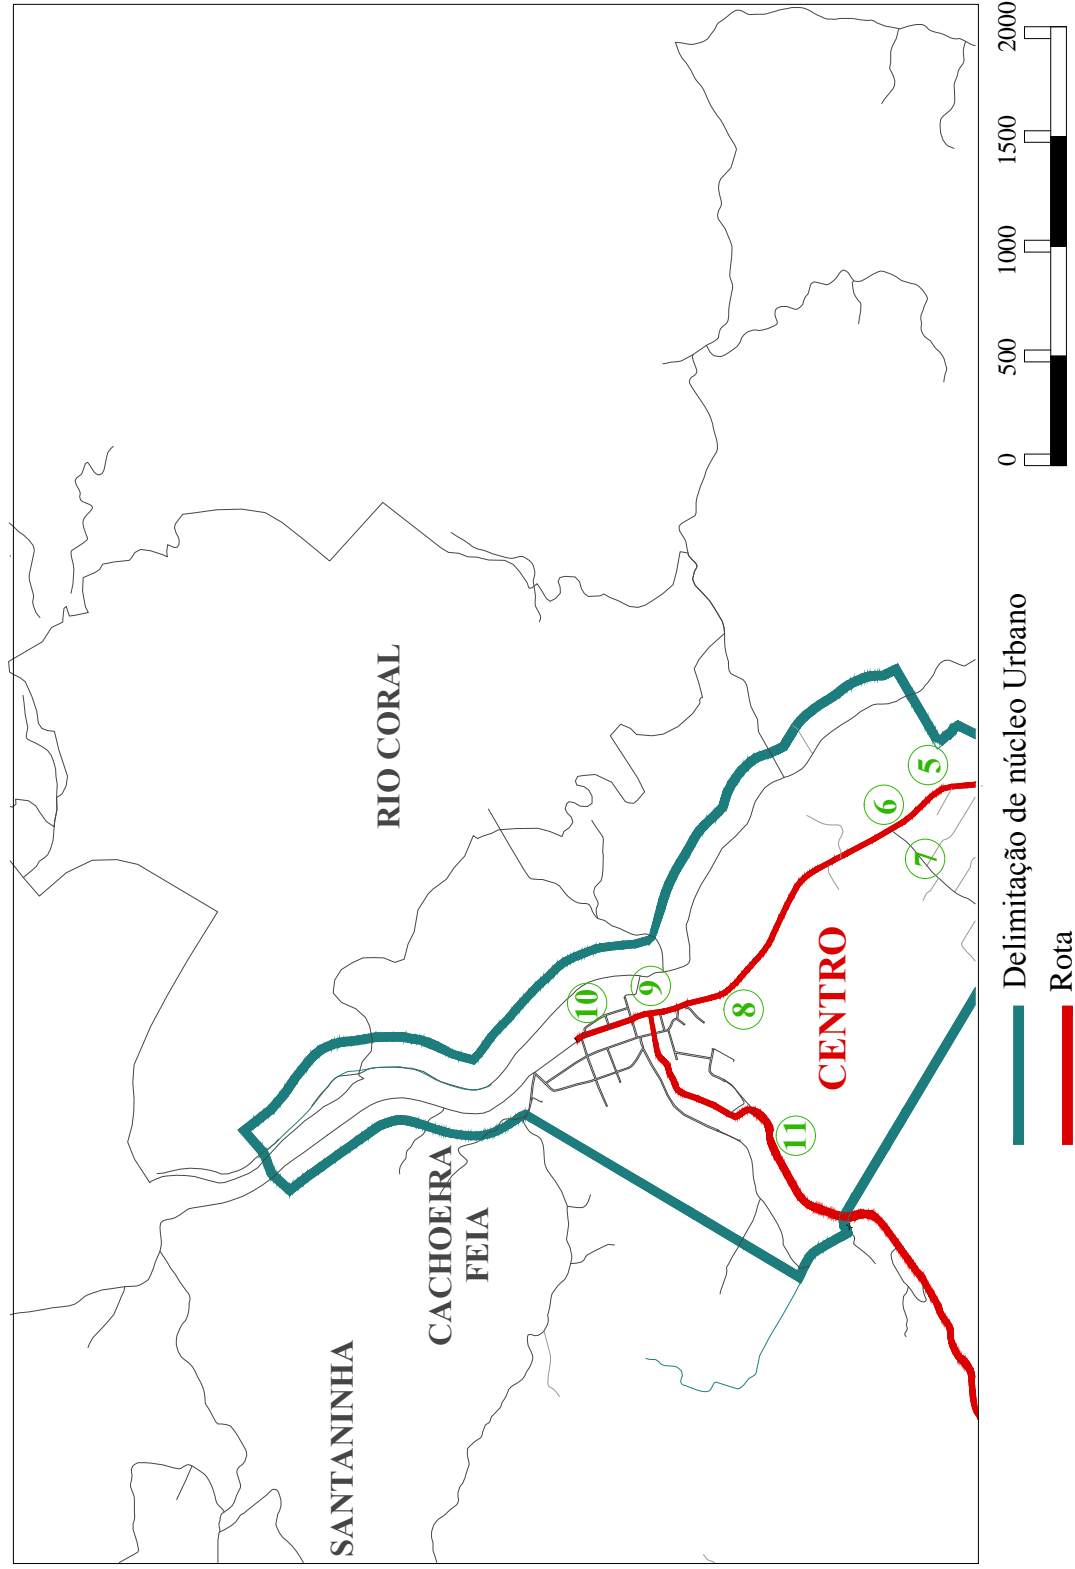 SANTANINHA
CACHOEIRA
FEIA
RIO CORAL
10
9
11
8
CENTRO
6
7
5
Delimitação de núcleo Urbano
Rota
0
500
1000
1500
2000